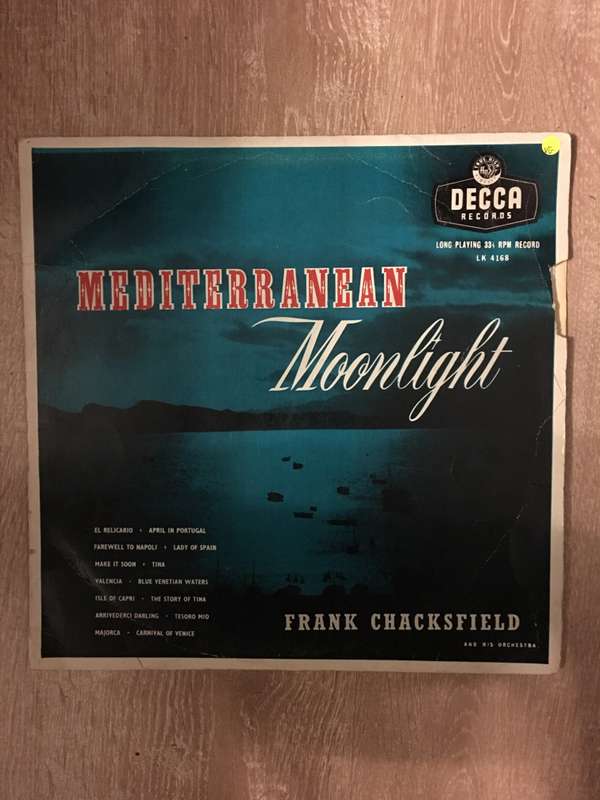 VG
DECCA
RECORDS
LONG PLAYING 33⅓ RPM RECORD
LK 4168
MEDITERRANEAN
Moonlight
EL RELICARIO • APRIL IN PORTUGAL
FAREWELL TO NAPOLI • LADY OF SPAIN
MAKE IT SOON • TINA
VALENCIA • BLUE VENETIAN WATERS
ISLE OF CAPRI • THE STORY OF TINA
ARRIVEDERCI DARLING • TESORO MIO
MAJORCA • CARNIVAL OF VENICE
FRANK CHACKSFIELD
AND HIS ORCHESTRA